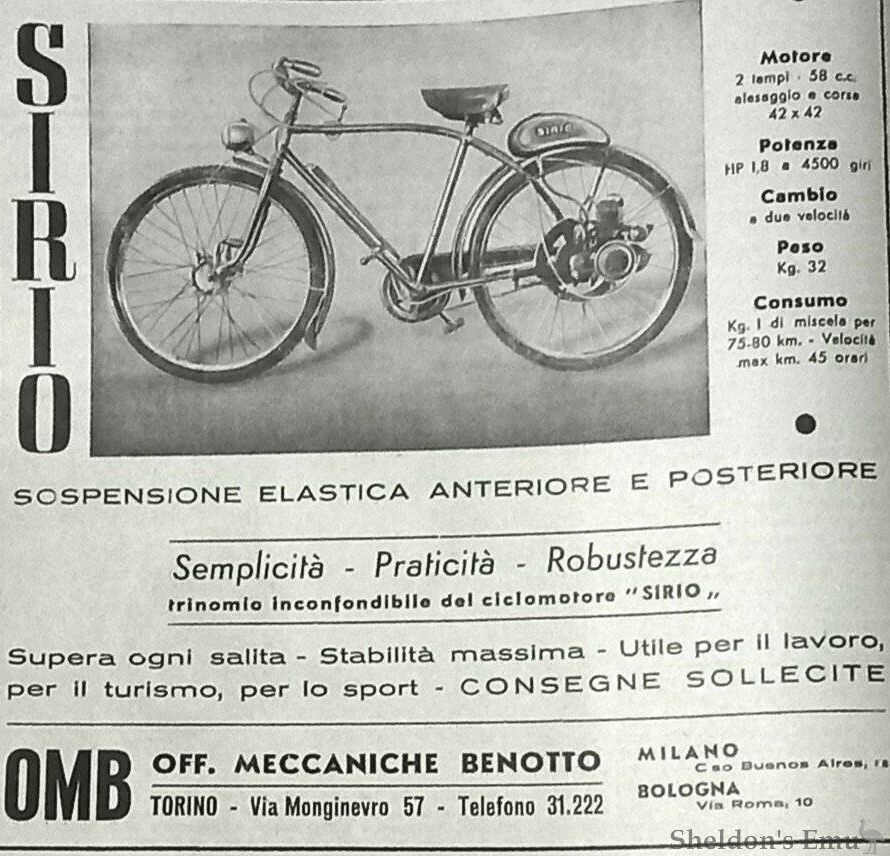 SIRIO
SIRIO
Motore
2 tempi - 58 c.c.
alesaggio e corsa
42 x 42
Potenza
HP 1,8 a 4500 giri
Cambio
a due velocità
Peso
Kg. 32
Consumo
Kg. 1 di miscela per
75-80 km. - Velocità
max km. 45 orari
SOSPENSIONE ELASTICA ANTERIORE E POSTERIORE
Semplicità - Praticità - Robustezza
trinomio inconfondibile del ciclomotore "SIRIO„
Supera ogni salita - Stabilità massima - Utile per il lavoro,
per il turismo, per lo sport - CONSEGNE SOLLECITE
OMB
OFF. MECCANICHE BENOTTO
TORINO - Via Monginevro 57 - Telefono 31.222
MILANO
C.so Buenos Aires,
BOLOGNA
Via Roma, 10
Sheldon's Emu